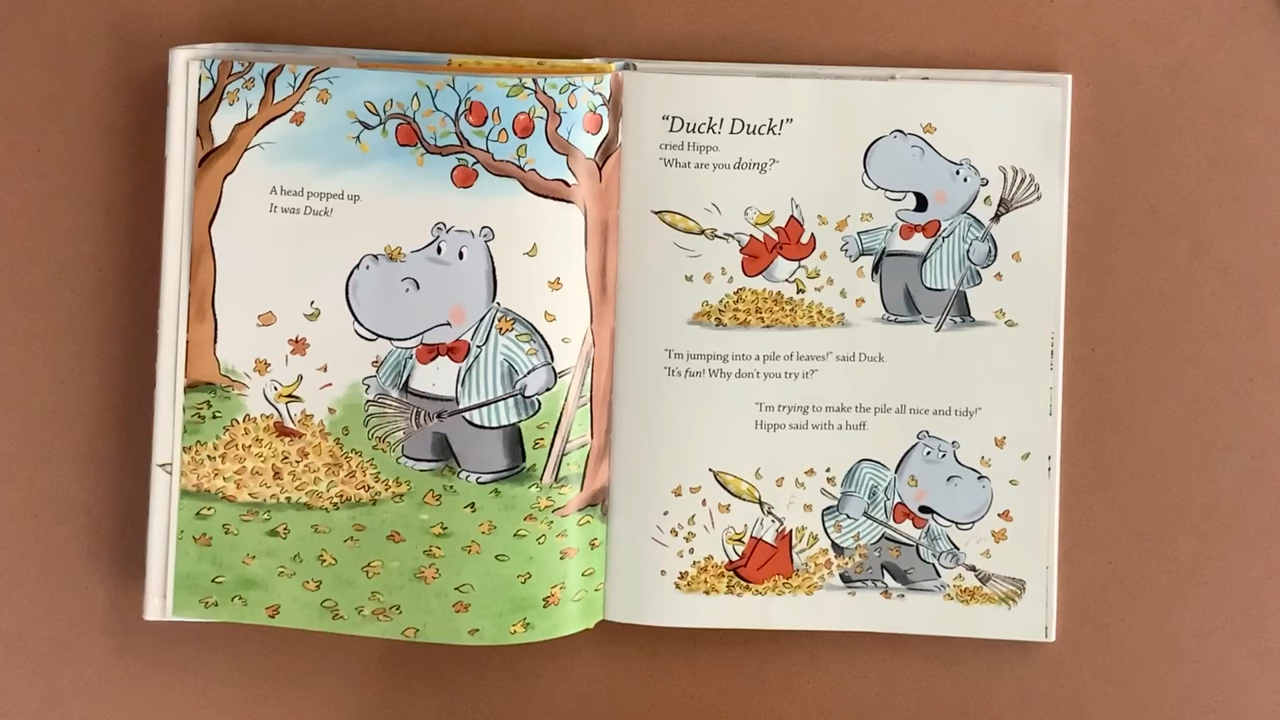 A head popped up.
It was Duck!
“Duck! Duck!”
cried Hippo.
“What are you doing?”
“I’m jumping into a pile of leaves!” said Duck.
“It’s fun! Why don’t you try it?”
“I’m trying to make the pile all nice and tidy!”
Hippo said with a huff.